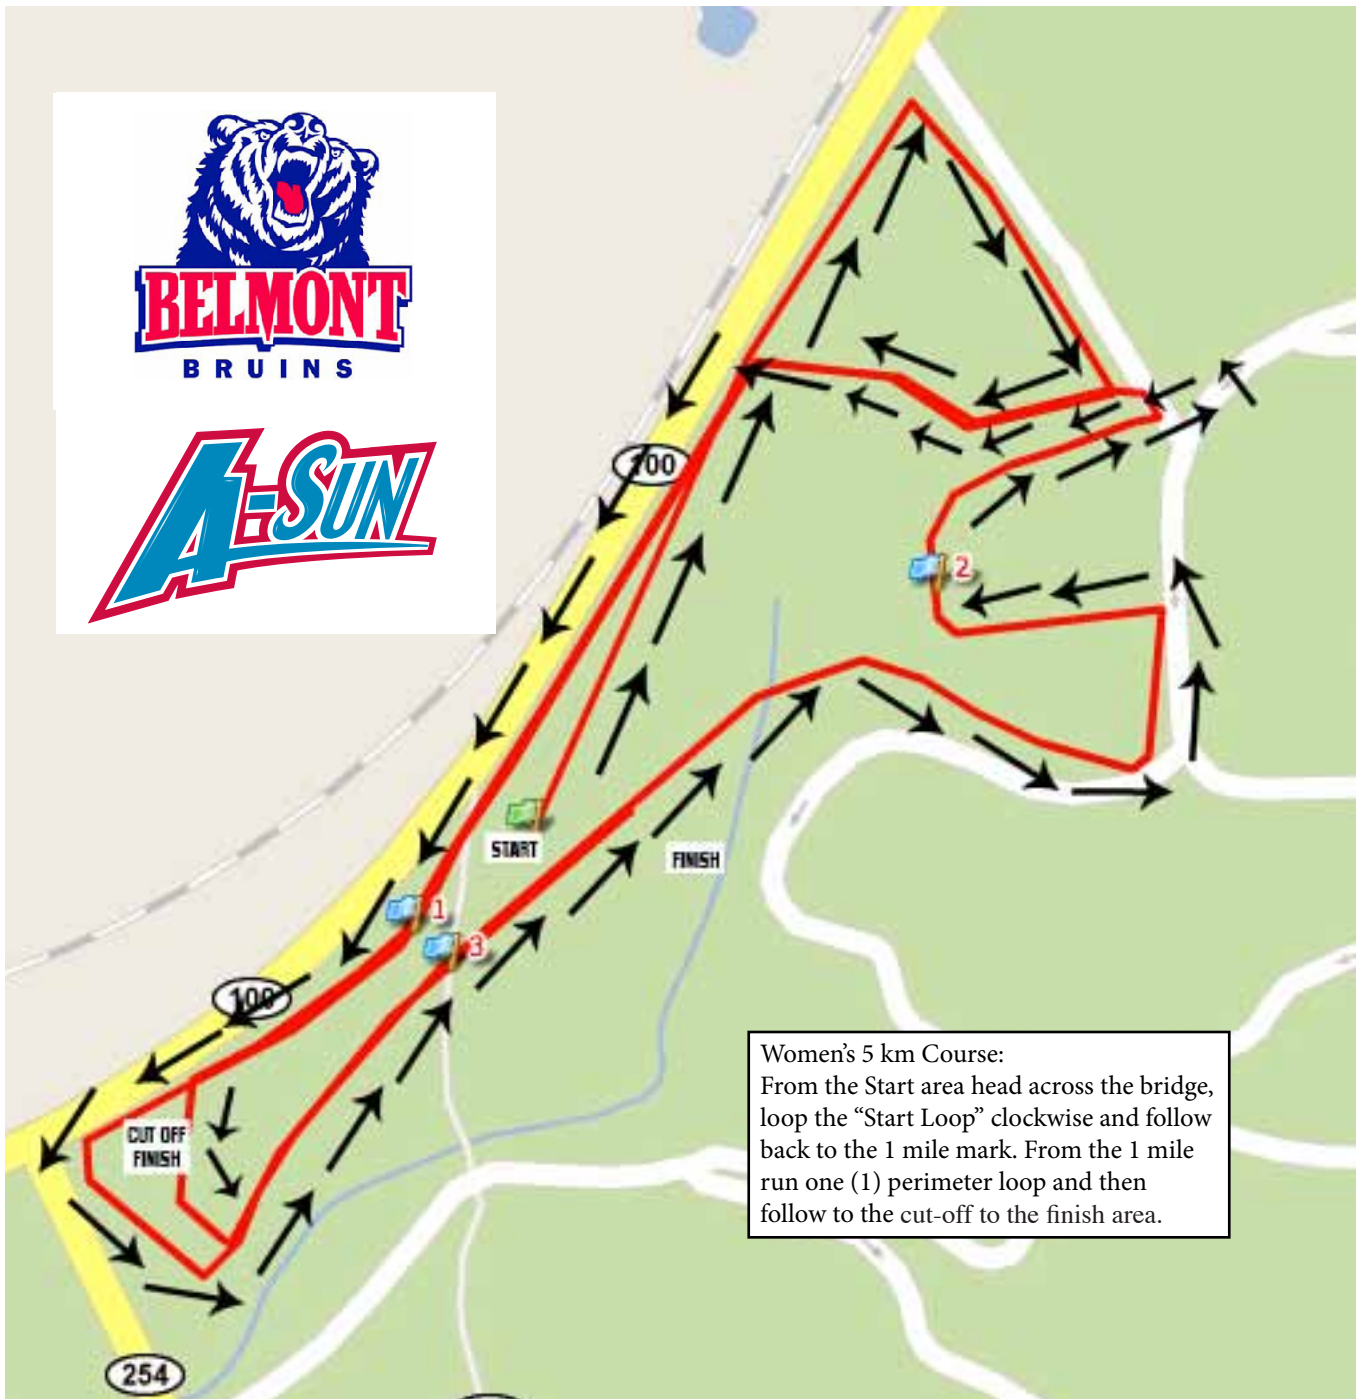 BELMONT
BRUINS
A-SUN
100
2
START
FINISH
1
3
100
CUT OFF
FINISH
Women's 5 km Course:
From the Start area head across the bridge,
loop the “Start Loop” clockwise and follow
back to the 1 mile mark. From the 1 mile
run one (1) perimeter loop and then
follow to the cut-off to the finish area.
254